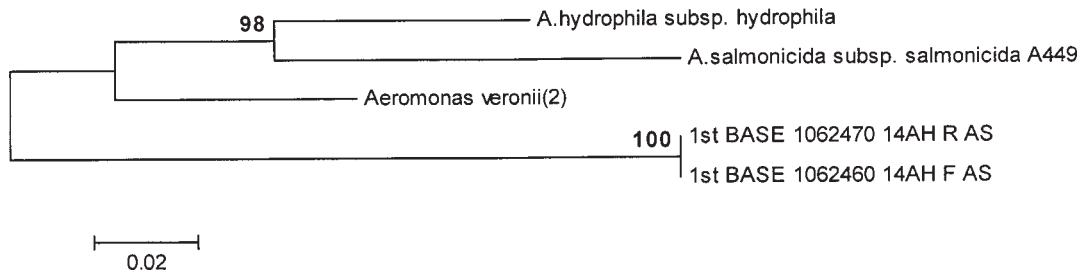 98
A.hydrophila subsp. hydrophila
A.salmonicida subsp. salmonicida A449
Aeromonas veronii(2)
100
1st BASE 1062470 14AH R AS
1st BASE 1062460 14AH F AS
0.02